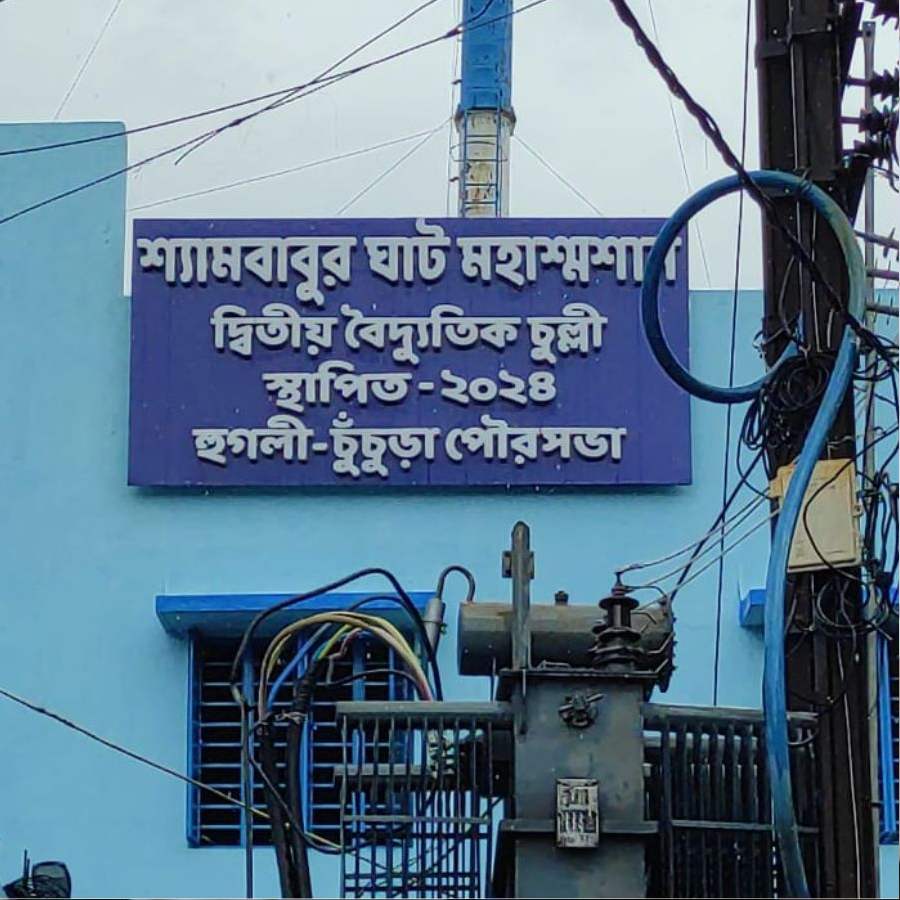 শ্যামবাবুর ঘাট মহাশ্মশান
দ্বিতীয় বৈদ্যুতিক চুল্লী
স্থাপিত - ২০২৪
হুগলী-চুঁচুড়া পৌরসভা